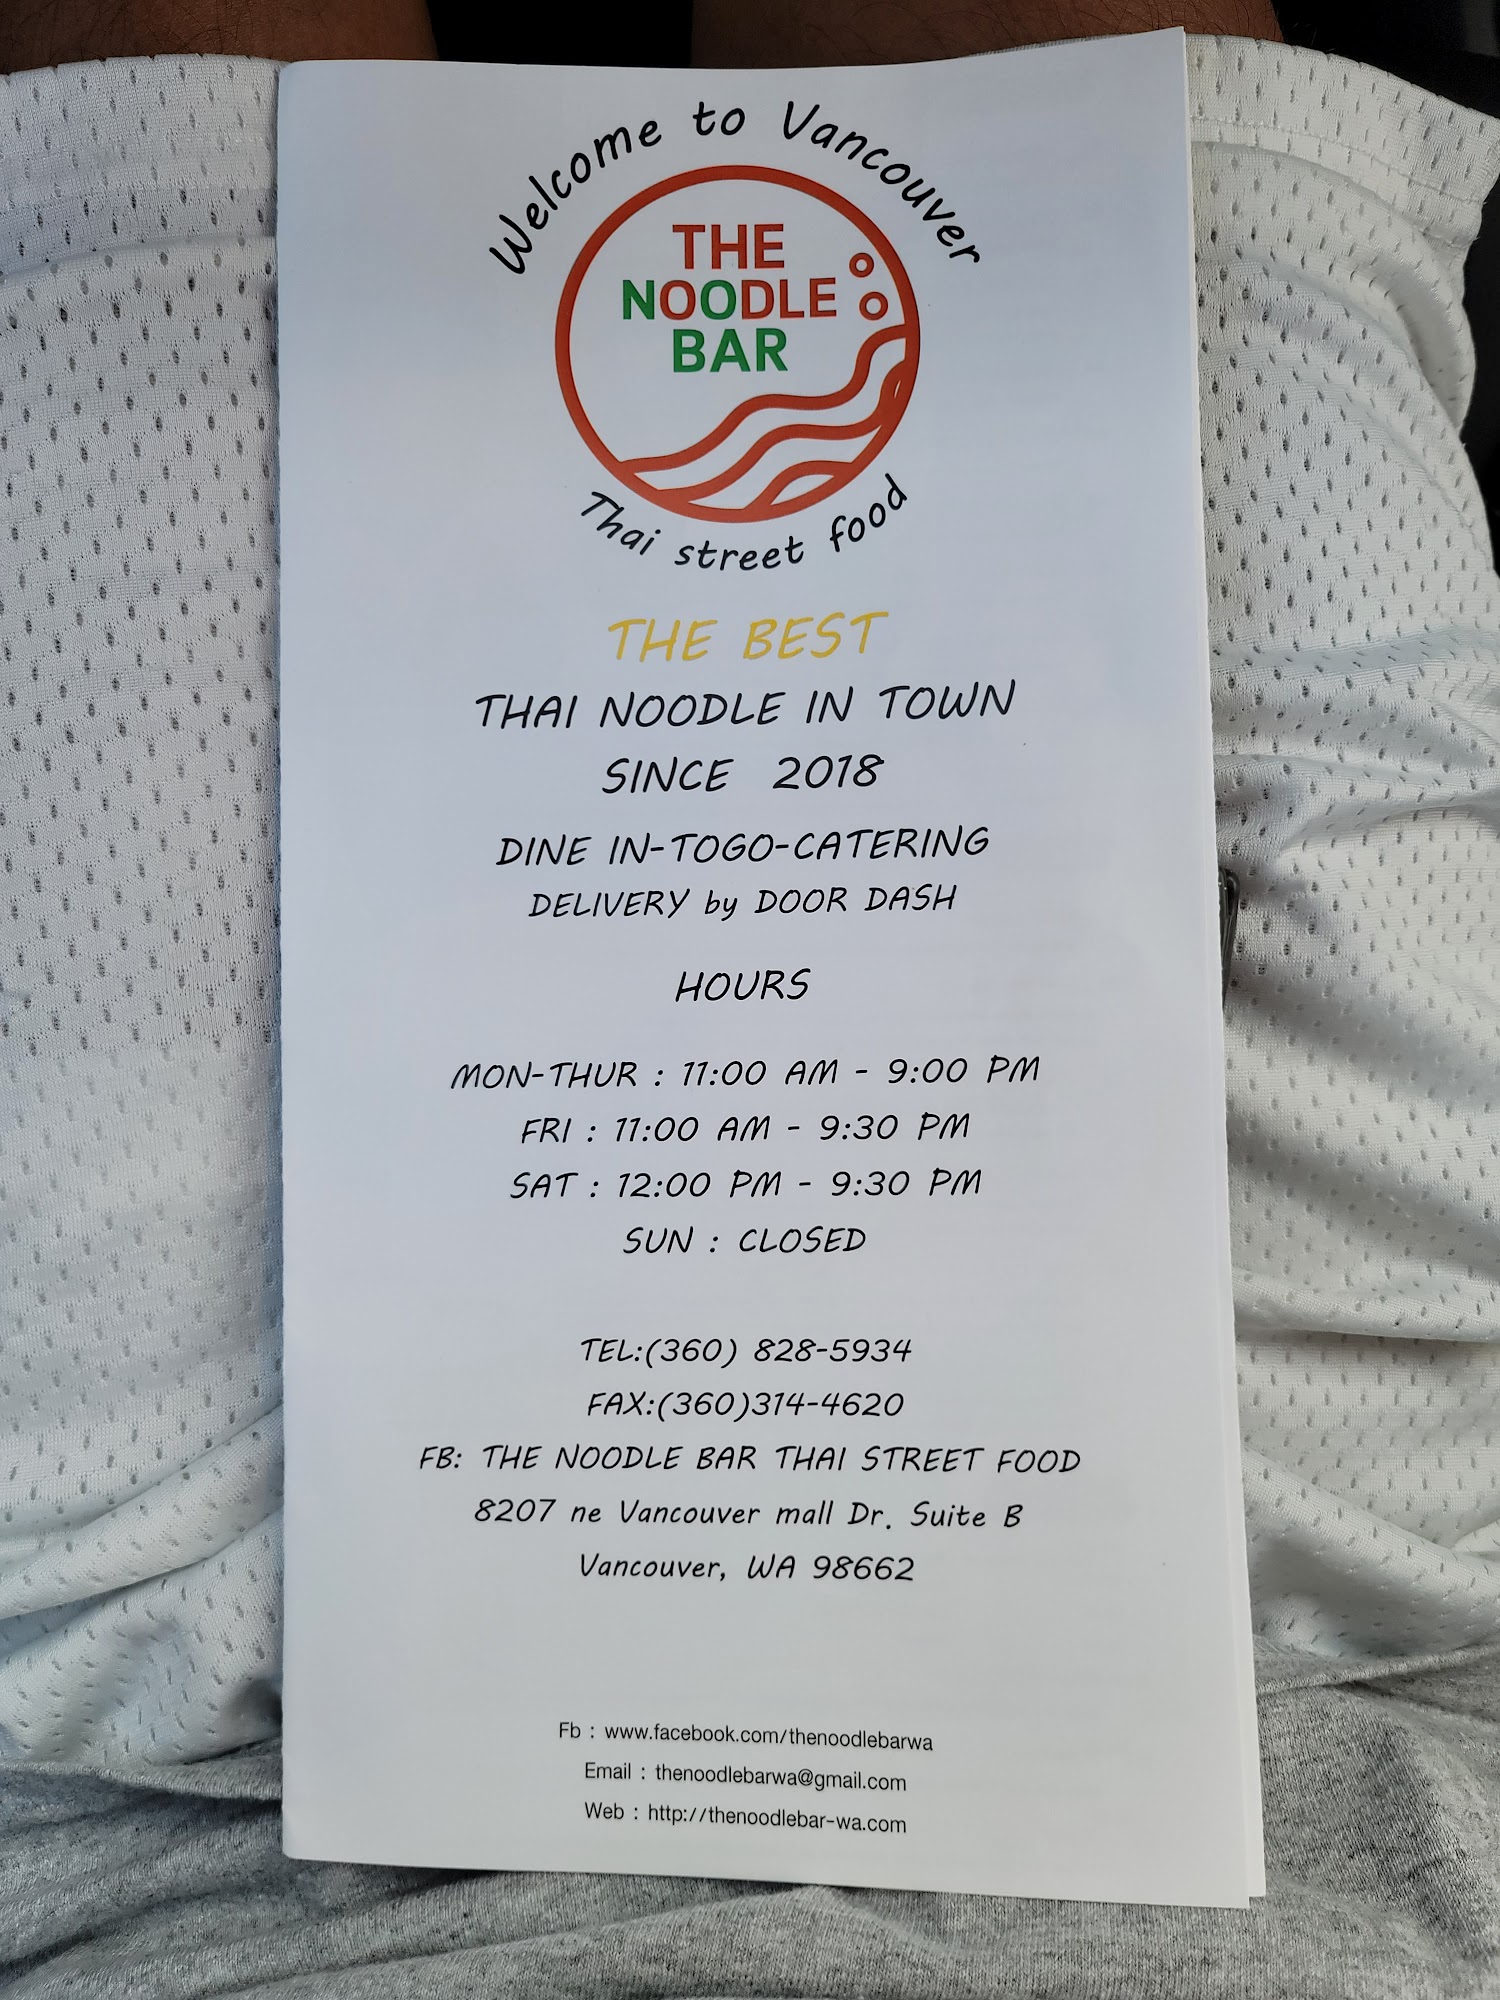 Welcome to Vancouver
THE
NOODLE
BAR
Thai street food
THE BEST
THAI NOODLE IN TOWN
SINCE 2018
DINE IN-TOGO-CATERING
DELIVERY by DOOR DASH
HOURS
MON-THUR : 11:00 AM - 9:00 PM
FRI : 11:00 AM - 9:30 PM
SAT : 12:00 PM - 9:30 PM
SUN : CLOSED
TEL:(360) 828-5934
FAX:(360)314-4620
FB: THE NOODLE BAR THAI STREET FOOD
8207 ne Vancouver mall Dr. Suite B
Vancouver, WA 98662
Fb : www.facebook.com/thenoodlebarwa
Email : thenoodlebarwa@gmail.com
Web : http://thenoodlebar-wa.com